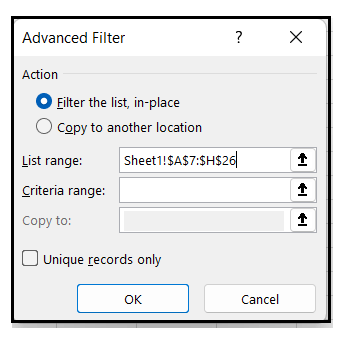 Advanced Filter ?
Action
Filter the list, in-place
Copy to another location
List range: Sheet1!$A$7:$H$26
Criteria range:
Copy to:
Unique records only
OK Cancel